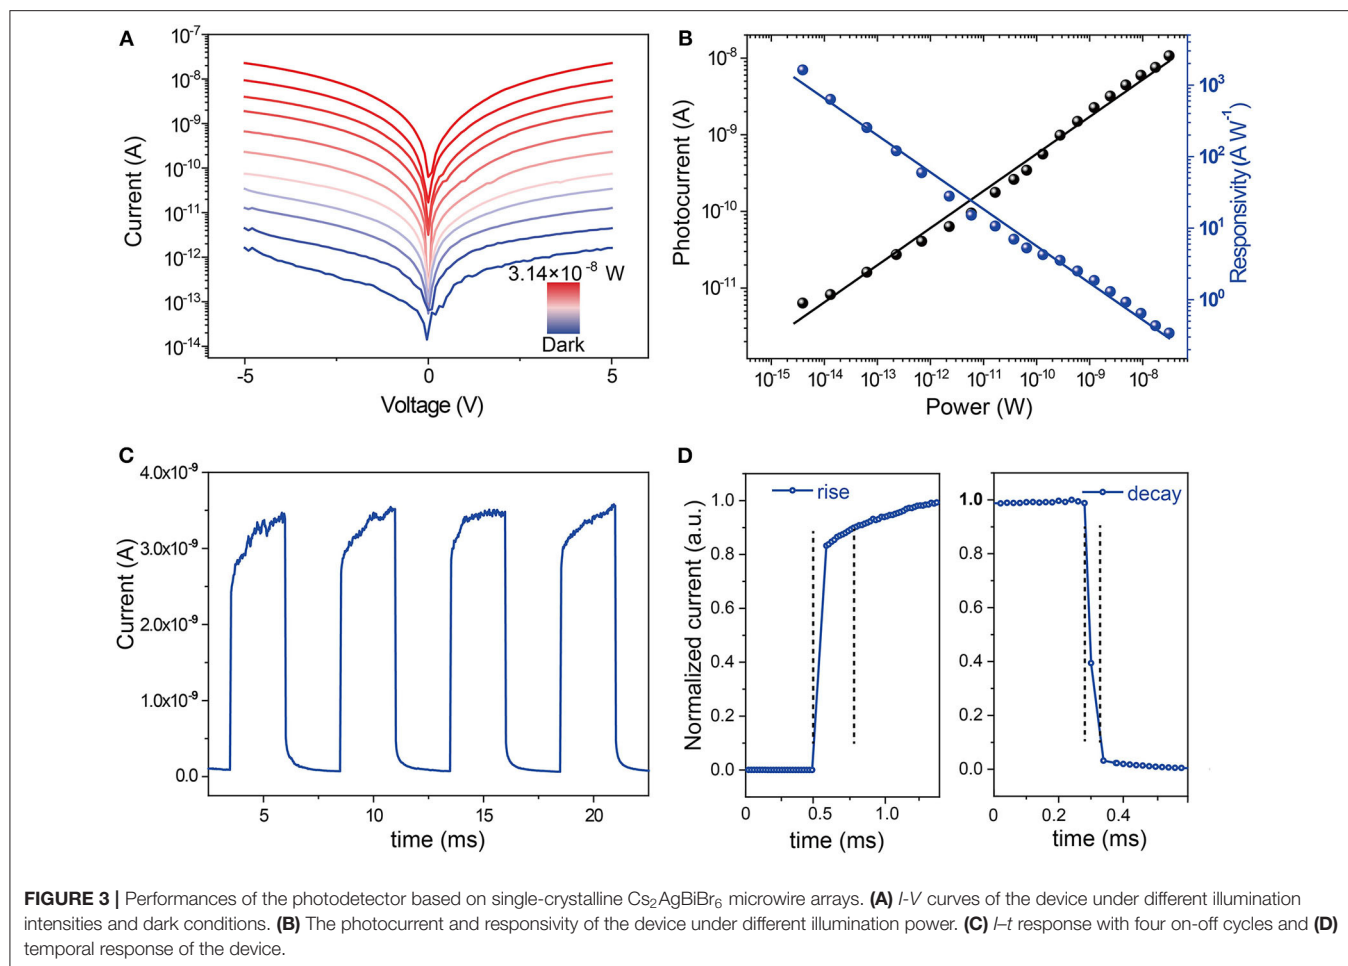 A
10⁻⁷
10⁻⁸
10⁻⁹
10⁻¹⁰
10⁻¹¹
10⁻¹²
10⁻¹³
10⁻¹⁴
Current (A)
3.14×10⁻⁸ W
Dark
-5 0 5
Voltage (V)
B
10⁻⁸
10⁻⁹
10⁻¹⁰
10⁻¹¹
Photocurrent (A)
10³
10²
10¹
10⁰
Responsivity(A W⁻¹)
10⁻¹⁵ 10⁻¹⁴ 10⁻¹³ 10⁻¹² 10⁻¹¹ 10⁻¹⁰ 10⁻⁹ 10⁻⁸
Power (W)
C
4.0x10⁻⁹
3.0x10⁻⁹
2.0x10⁻⁹
1.0x10⁻⁹
0.0
Current (A)
5 10 15 20
time (ms)
D
rise
1.0
0.8
0.6
0.4
0.2
0.0
Normalized current (a.u.)
0 0.5 1.0
time (ms)
decay
1.0
0.8
0.6
0.4
0.2
0.0
0 0.2 0.4
time (ms)
FIGURE 3 | Performances of the photodetector based on single-crystalline Cs₂AgBiBr₆ microwire arrays. (A) I-V curves of the device under different illumination
intensities and dark conditions. (B) The photocurrent and responsivity of the device under different illumination power. (C) I–t response with four on-off cycles and (D)
temporal response of the device.